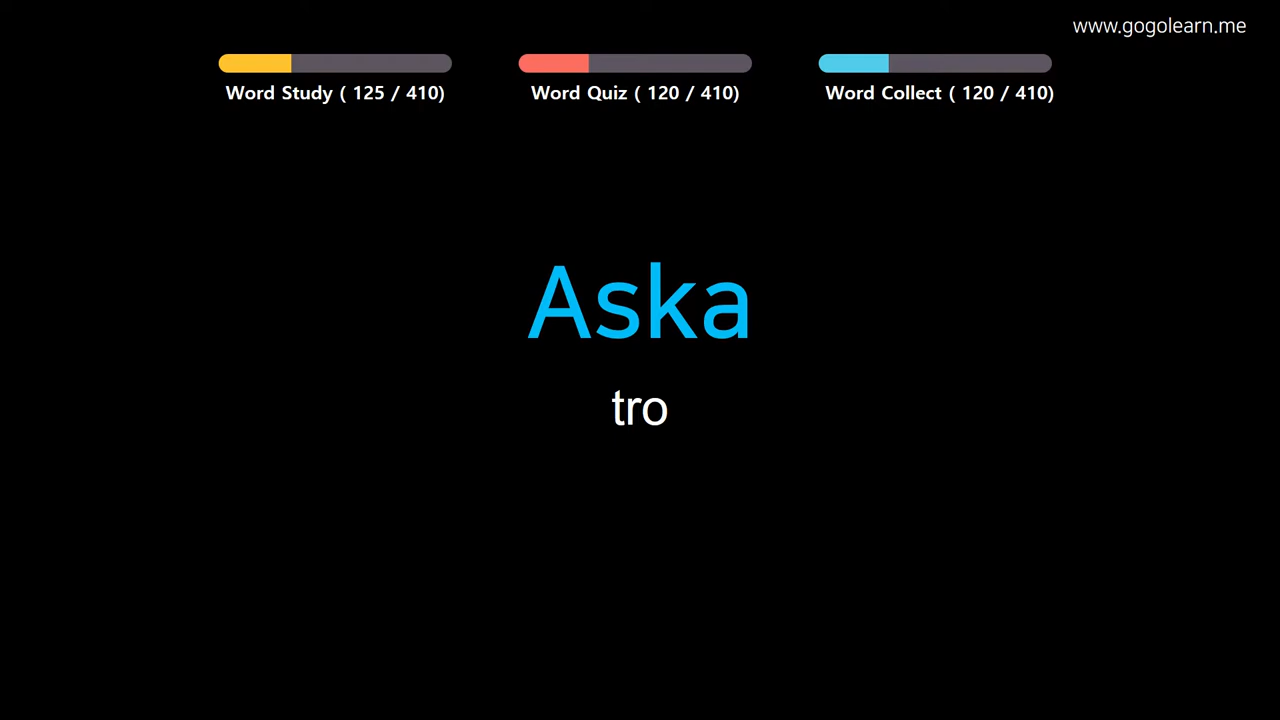 www.gogolearn.me
Word Study ( 125 / 410)
Word Quiz ( 120 / 410)
Word Collect ( 120 / 410)
Aska
tro